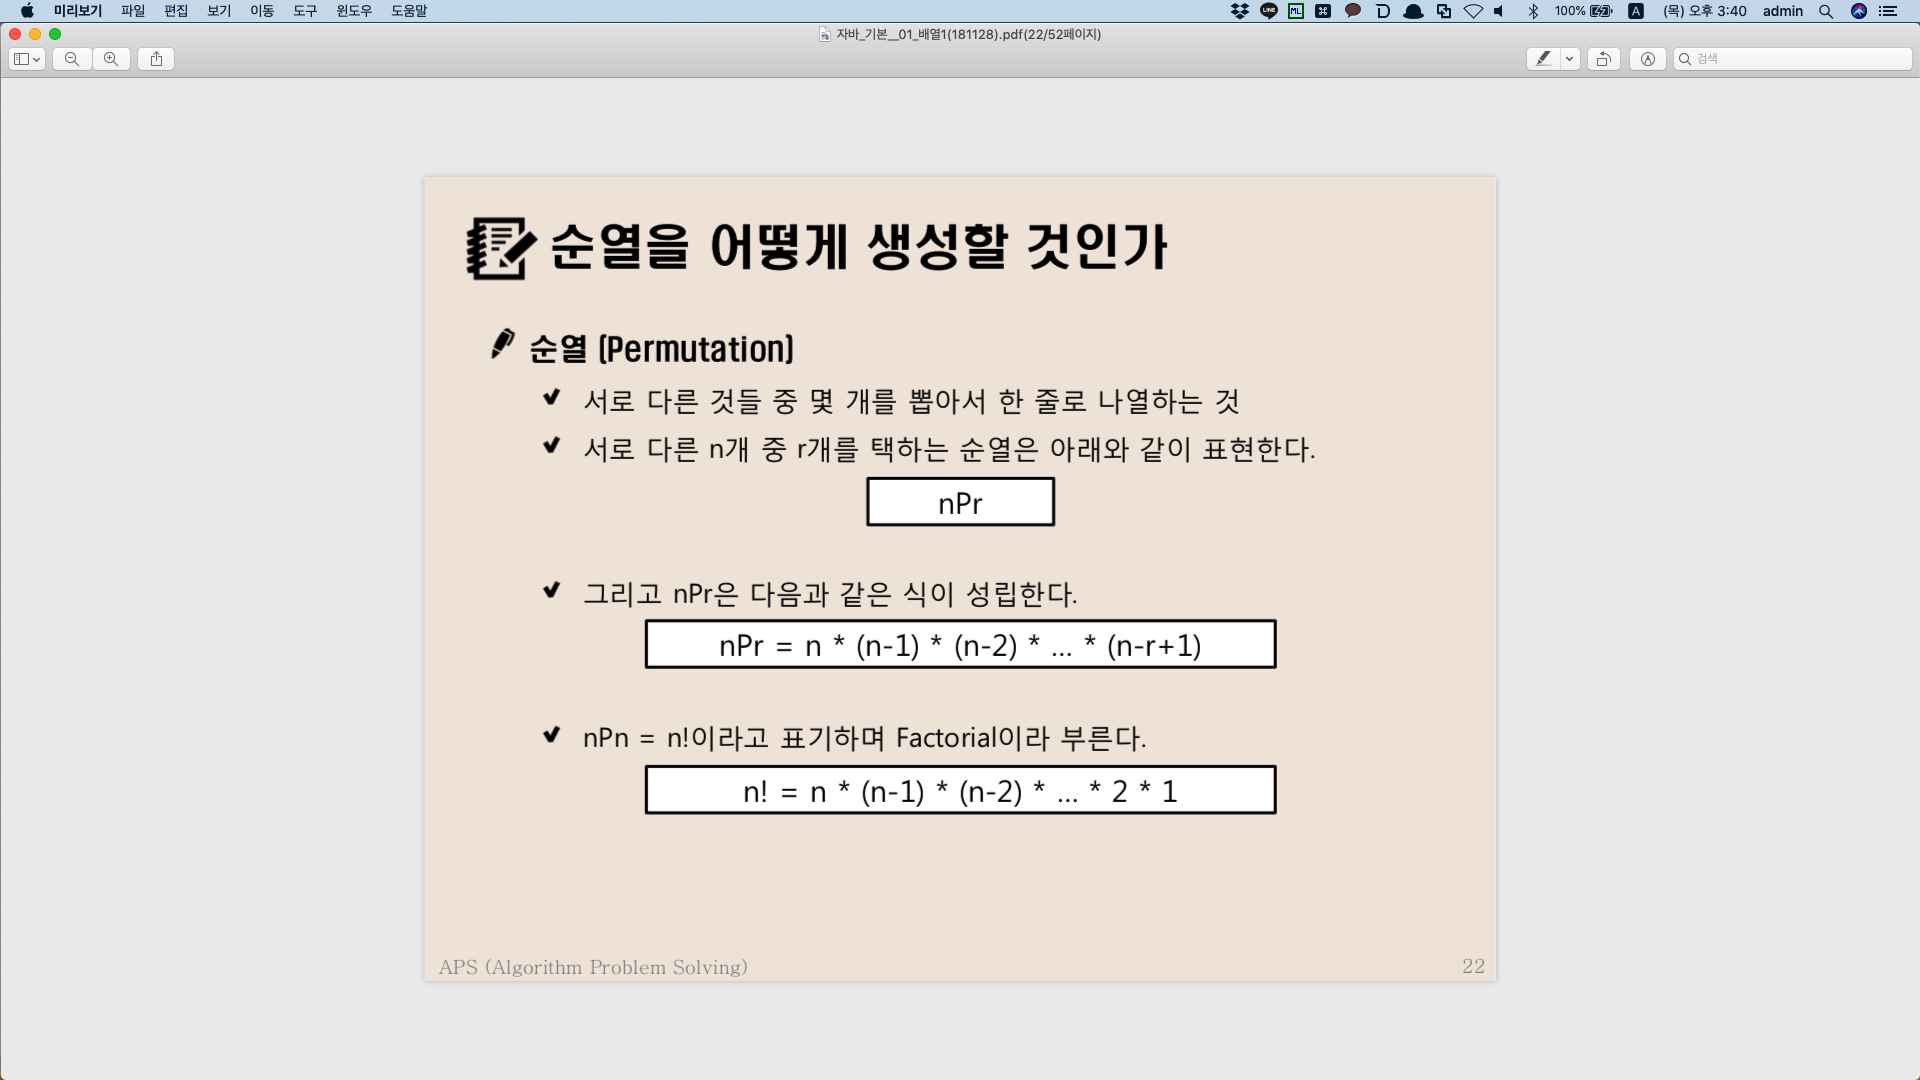 미리보기 파일 편집 보기 이동 도구 윈도우 도움말 LINE ML 100% A (목) 오후 3:40 admin
자바_기본__01_배열1(181128).pdf(22/52페이지)
검색
순열을 어떻게 생성할 것인가
순열 (Permutation)
서로 다른 것들 중 몇 개를 뽑아서 한 줄로 나열하는 것
서로 다른 n개 중 r개를 택하는 순열은 아래와 같이 표현한다.
nPr
그리고 nPr은 다음과 같은 식이 성립한다.
nPr = n * (n-1) * (n-2) * ... * (n-r+1)
nPn = n!이라고 표기하며 Factorial이라 부른다.
n! = n * (n-1) * (n-2) * ... * 2 * 1
APS (Algorithm Problem Solving) 22